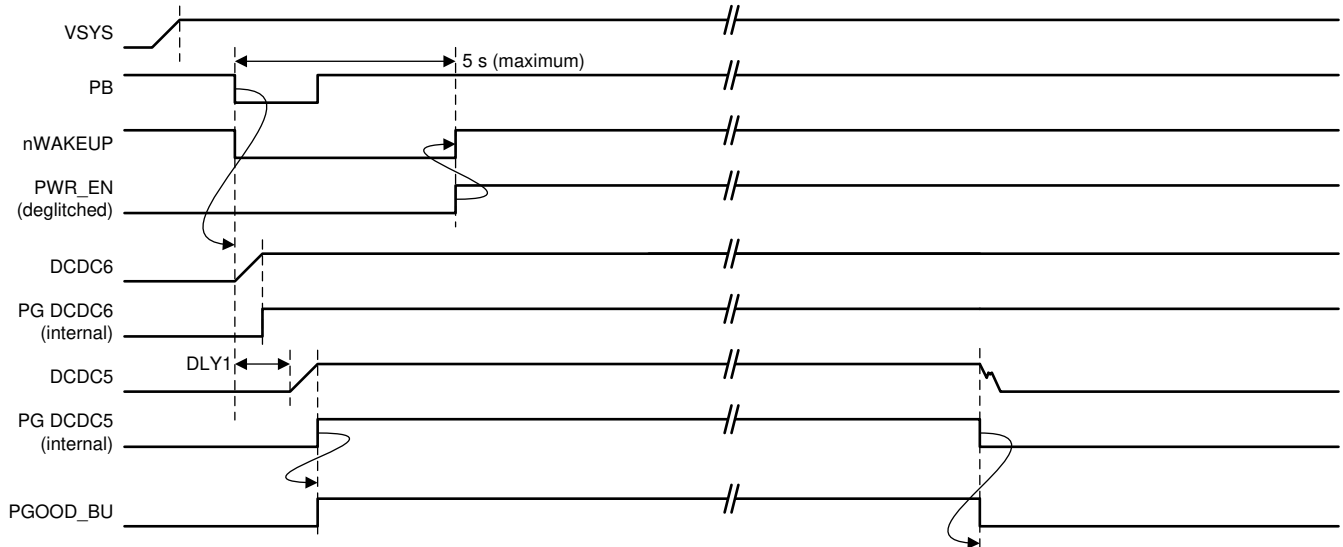 VSYS
5 s (maximum)
PB
nWAKEUP
PWR_EN
(deglitched)
DCDC6
PG DCDC6
(internal)
DLY1
DCDC5
PG DCDC5
(internal)
PGOOD_BU